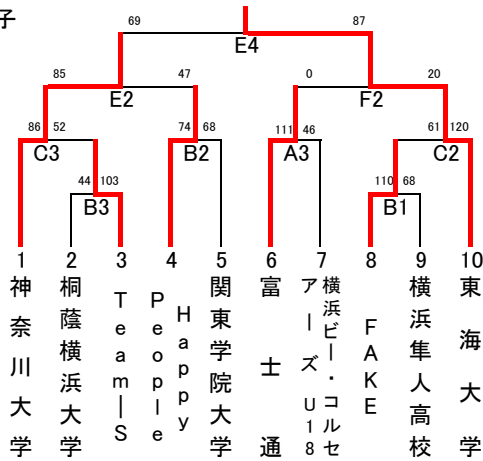 子
69 87
E4
85 47 0 20
E2 F2
86 52 74 68 111 46 61 120
C3 B2 A3 C2
44 103 110 68
B3 B1
1 2 3 4 5 6 7 8 9 10
神奈川大学
桐蔭横浜大学
Team－S
Happy
People
関東学院大学
富士通
横浜ビー・コルセ
アーズ U18
FAKE
横浜隼人高校
東海大学